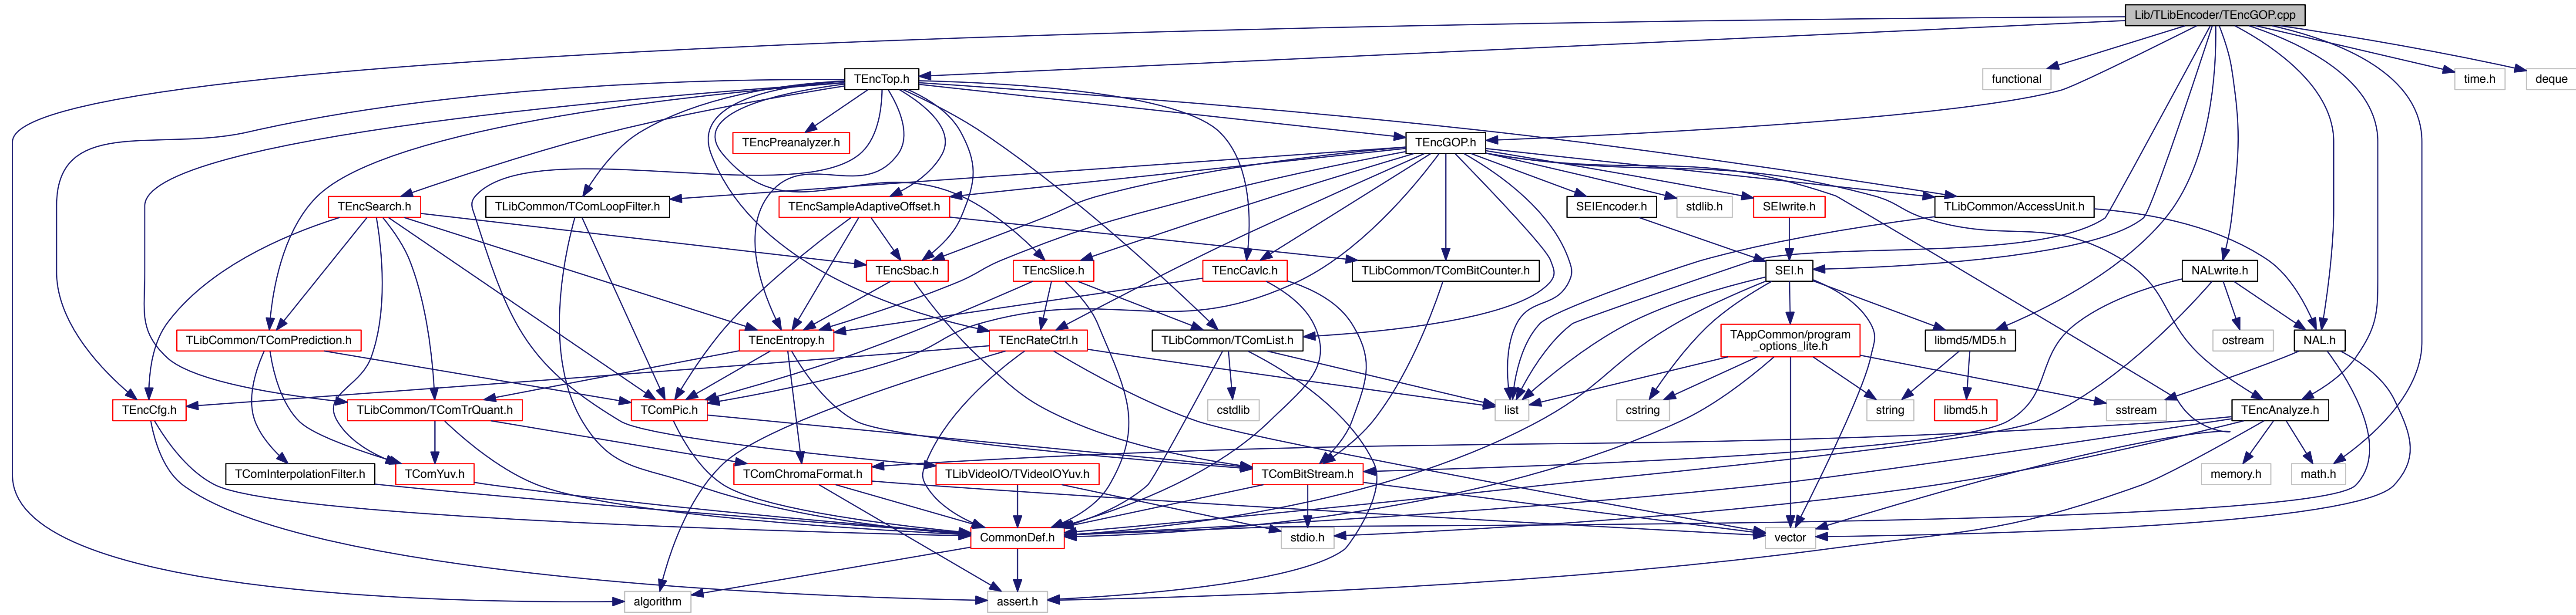 Lib/TLibEncoder/TEncGOP.cpp
TEncTop.h
functional
time.h
deque
TEncPreanalyzer.h
TEncGOP.h
TEncSearch.h
TLibCommon/TComLoopFilter.h
TEncSampleAdaptiveOffset.h
SEIEncoder.h
stdlib.h
SEIwrite.h
TLibCommon/AccessUnit.h
TEncSbac.h
TEncSlice.h
TEncCavlc.h
TLibCommon/TComBitCounter.h
SEI.h
NALwrite.h
TLibCommon/TComPrediction.h
TEncEntropy.h
TEncRateCtrl.h
TLibCommon/TComList.h
TAppCommon/program
_options_lite.h
libmd5/MD5.h
ostream
NAL.h
TEncCfg.h
TLibCommon/TComTrQuant.h
TComPic.h
cstdlib
list
cstring
string
libmd5.h
sstream
TEncAnalyze.h
TComInterpolationFilter.h
TComYuv.h
TComChromaFormat.h
TLibVideoIO/TVideoIOYuv.h
TComBitStream.h
memory.h
math.h
CommonDef.h
stdio.h
vector
algorithm
assert.h